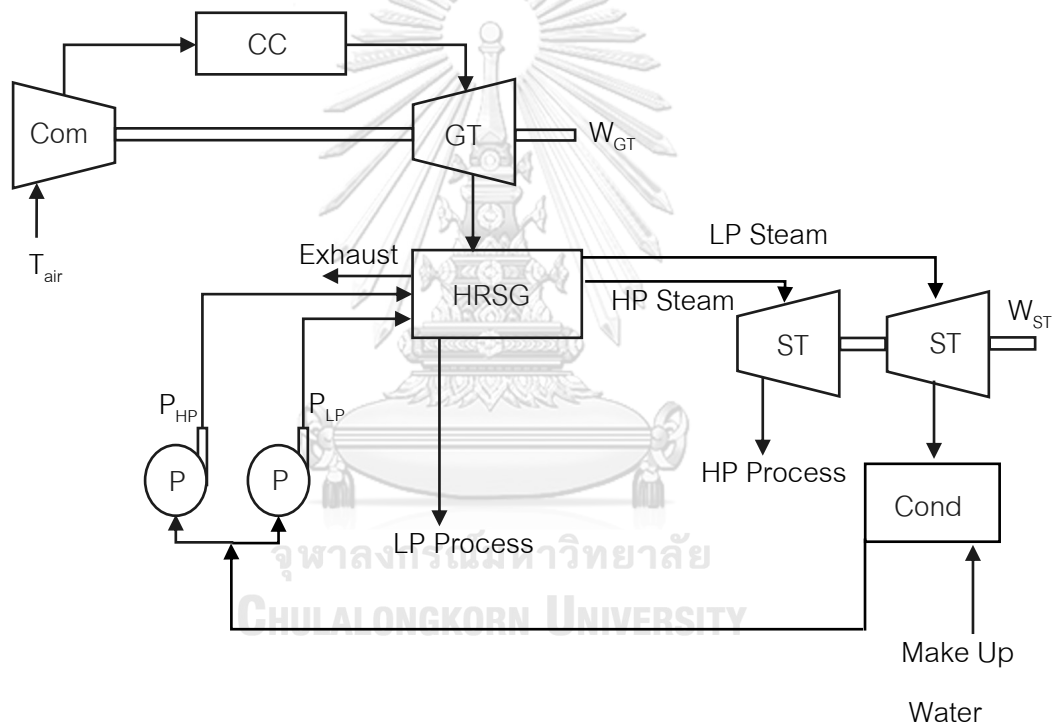 CC
Com
GT
W_GT
T_air
Exhaust
LP Steam
HRSG
HP Steam
W_ST
ST
ST
P_HP
P_LP
P
P
HP Process
Cond
LP Process
จุฬาลงกรณ์มหาวิทยาลัย
CHULALONGKORN UNIVERSITY
Make Up
Water